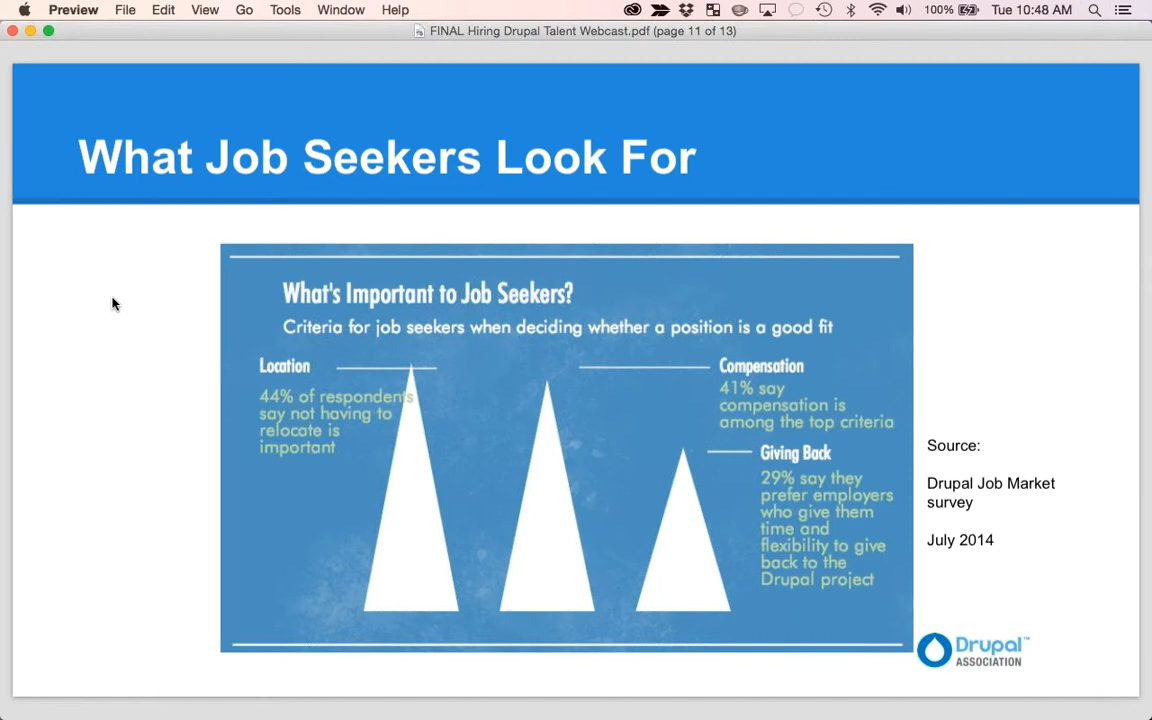 Preview File Edit View Go Tools Window Help 100% Tue 10:48 AM
FINAL Hiring Drupal Talent Webcast.pdf (page 11 of 13)
What Job Seekers Look For
What's Important to Job Seekers?
Criteria for job seekers when deciding whether a position is a good fit
Location
44% of respondents
say not having to
relocate is
important
Compensation
41% say
compensation is
among the top criteria
Giving Back
29% say they
prefer employers
who give them
time and
flexibility to give
back to the
Drupal project
Source:
Drupal Job Market
survey
July 2014
Drupal™
ASSOCIATION